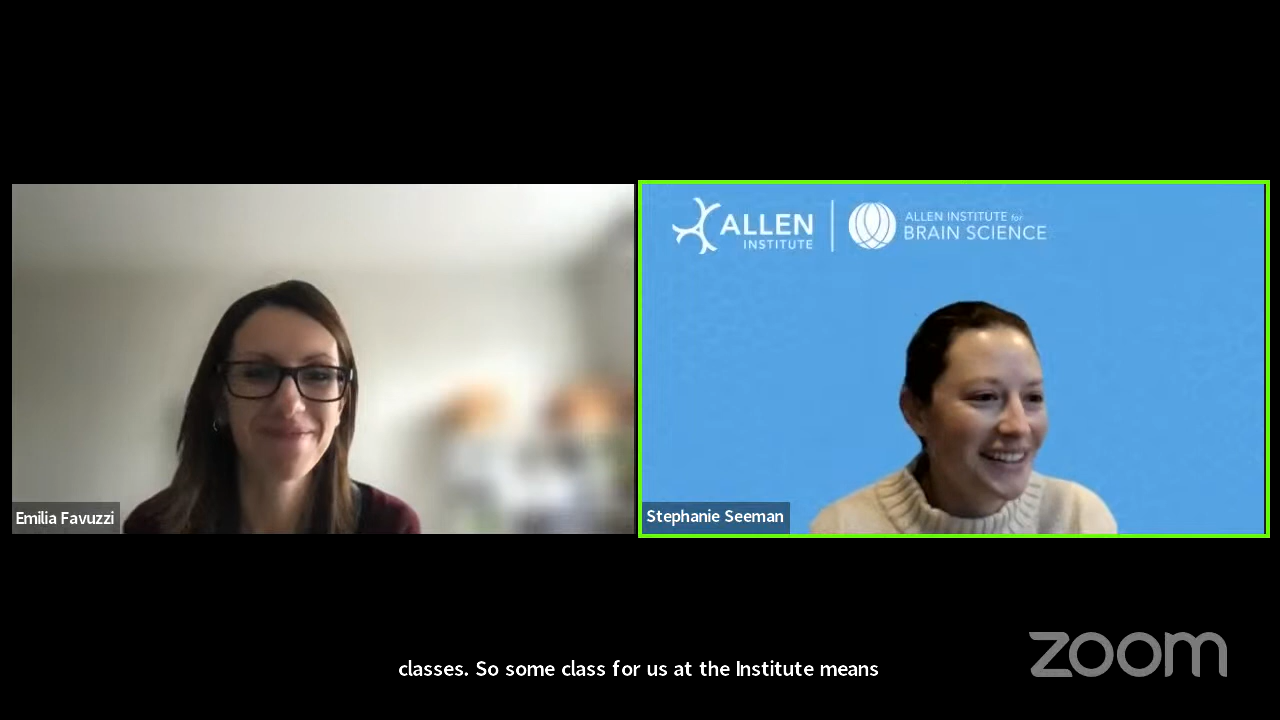 ALLEN
INSTITUTE
ALLEN INSTITUTE for
BRAIN SCIENCE
Emilia Favuzzi
Stephanie Seeman
classes. So some class for us at the Institute means
zoom